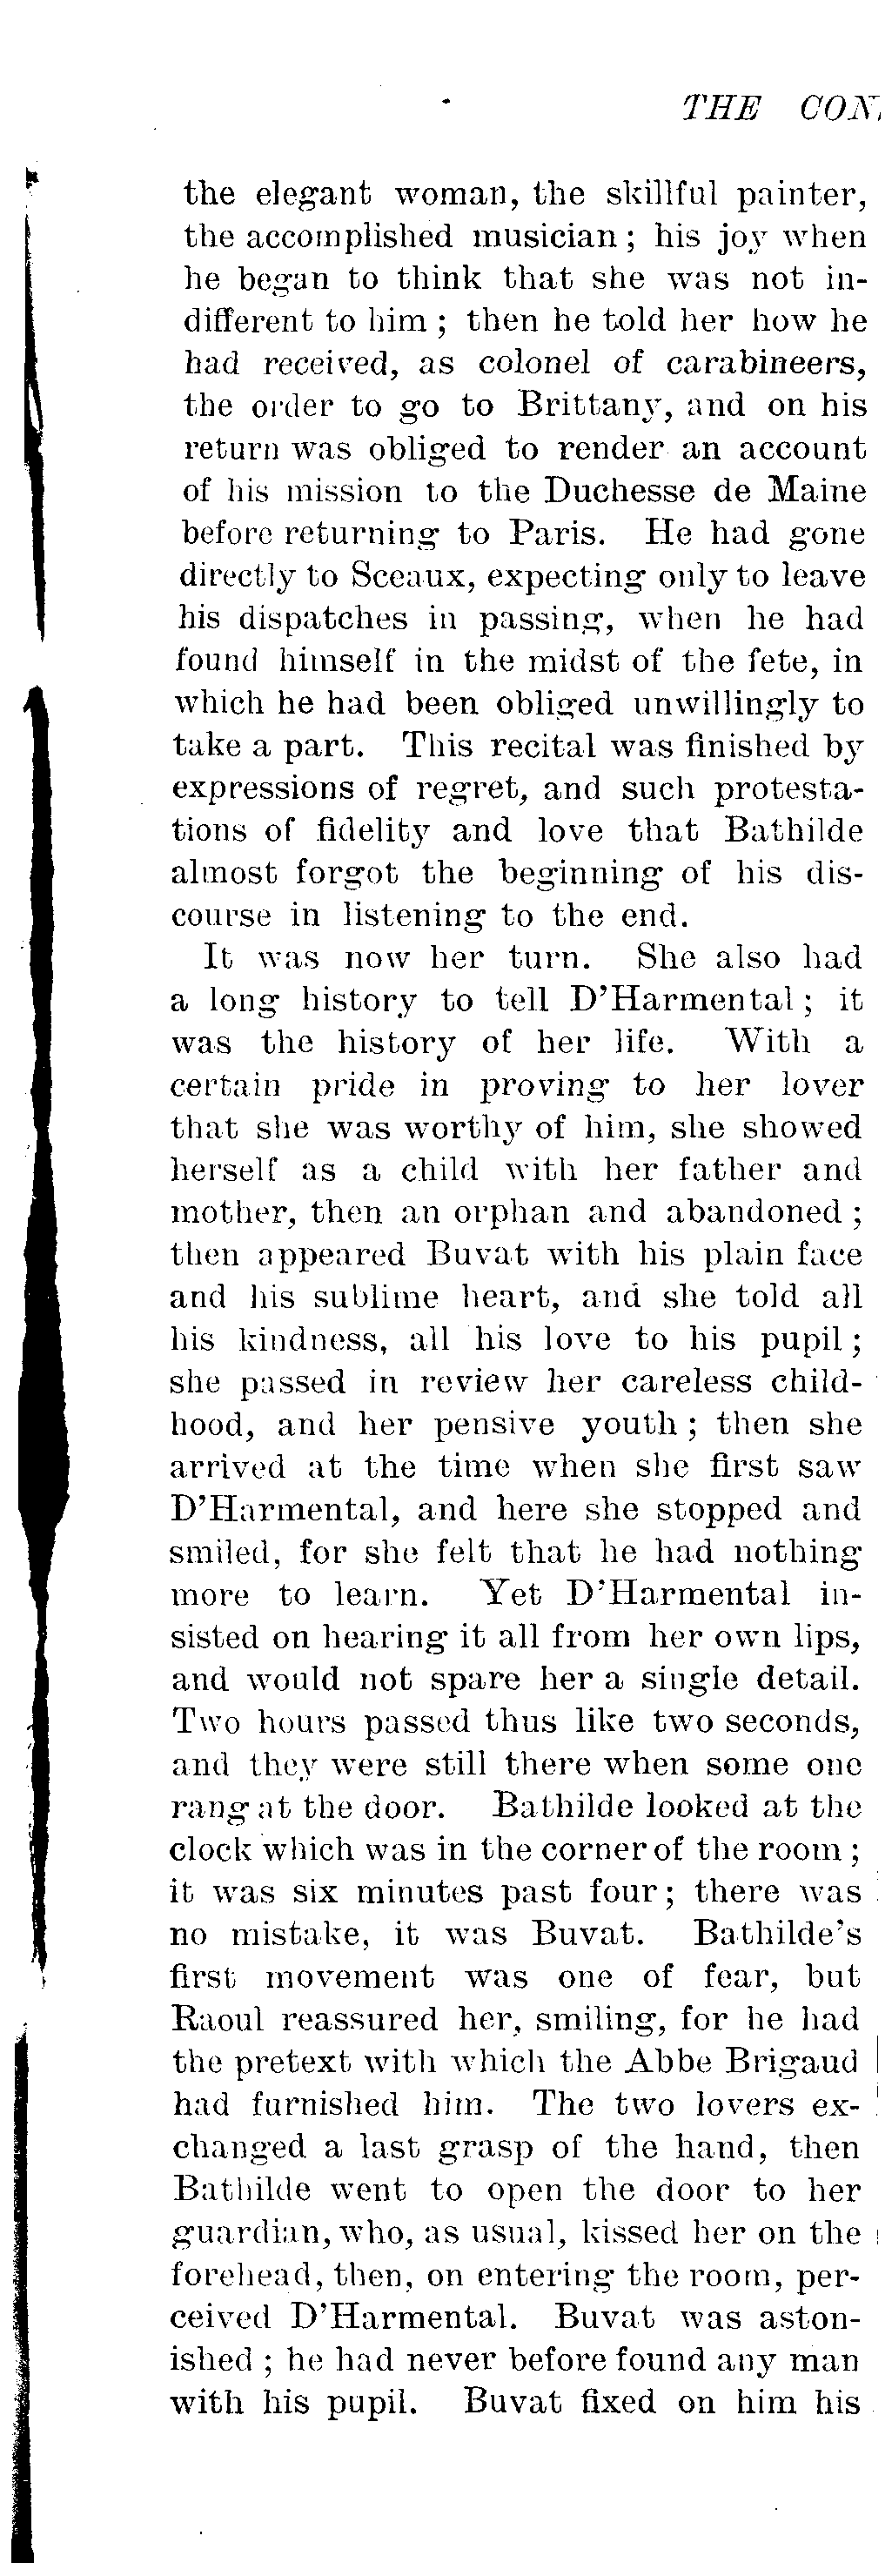 THE CON
the elegant woman, the skillful painter,
the accomplished musician; his joy when
he began to think that she was not in-
different to him; then he told her how he
had received, as colonel of carabineers,
the order to go to Brittany, and on his
return was obliged to render an account
of his mission to the Duchesse de Maine
before returning to Paris. He had gone
directly to Sceaux, expecting only to leave
his dispatches in passing, when he had
found himself in the midst of the fete, in
which he had been obliged unwillingly to
take a part. This recital was finished by
expressions of regret, and such protesta-
tions of fidelity and love that Bathilde
almost forgot the beginning of his dis-
course in listening to the end.
It was now her turn. She also had
a long history to tell D'Harmental; it
was the history of her life. With a
certain pride in proving to her lover
that she was worthy of him, she showed
herself as a child with her father and
mother, then an orphan and abandoned;
then appeared Buvat with his plain face
and his sublime heart, and she told all
his kindness, all his love to his pupil;
she passed in review her careless child-
hood, and her pensive youth; then she
arrived at the time when she first saw
D'Harmental, and here she stopped and
smiled, for she felt that he had nothing
more to learn. Yet D'Harmental in-
sisted on hearing it all from her own lips,
and would not spare her a single detail.
Two hours passed thus like two seconds,
and they were still there when some one
rang at the door. Bathilde looked at the
clock which was in the corner of the room;
it was six minutes past four; there was
no mistake, it was Buvat. Bathilde's
first movement was one of fear, but
Raoul reassured her, smiling, for he had
the pretext with which the Abbe Brigaud
had furnished him. The two lovers ex-
changed a last grasp of the hand, then
Bathilde went to open the door to her
guardian, who, as usual, kissed her on the
forehead, then, on entering the room, per-
ceived D'Harmental. Buvat was aston-
ished; he had never before found any man
with his pupil. Buvat fixed on him his